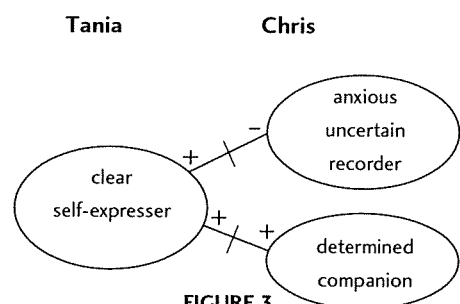 Tania Chris
anxious
uncertain
recorder
clear
self-expresser
determined
companion
+ −
+ +
FIGURE 3